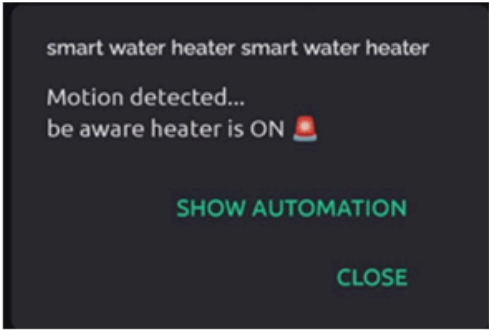 smart water heater smart water heater
Motion detected...
be aware heater is ON 🚨
SHOW AUTOMATION
CLOSE